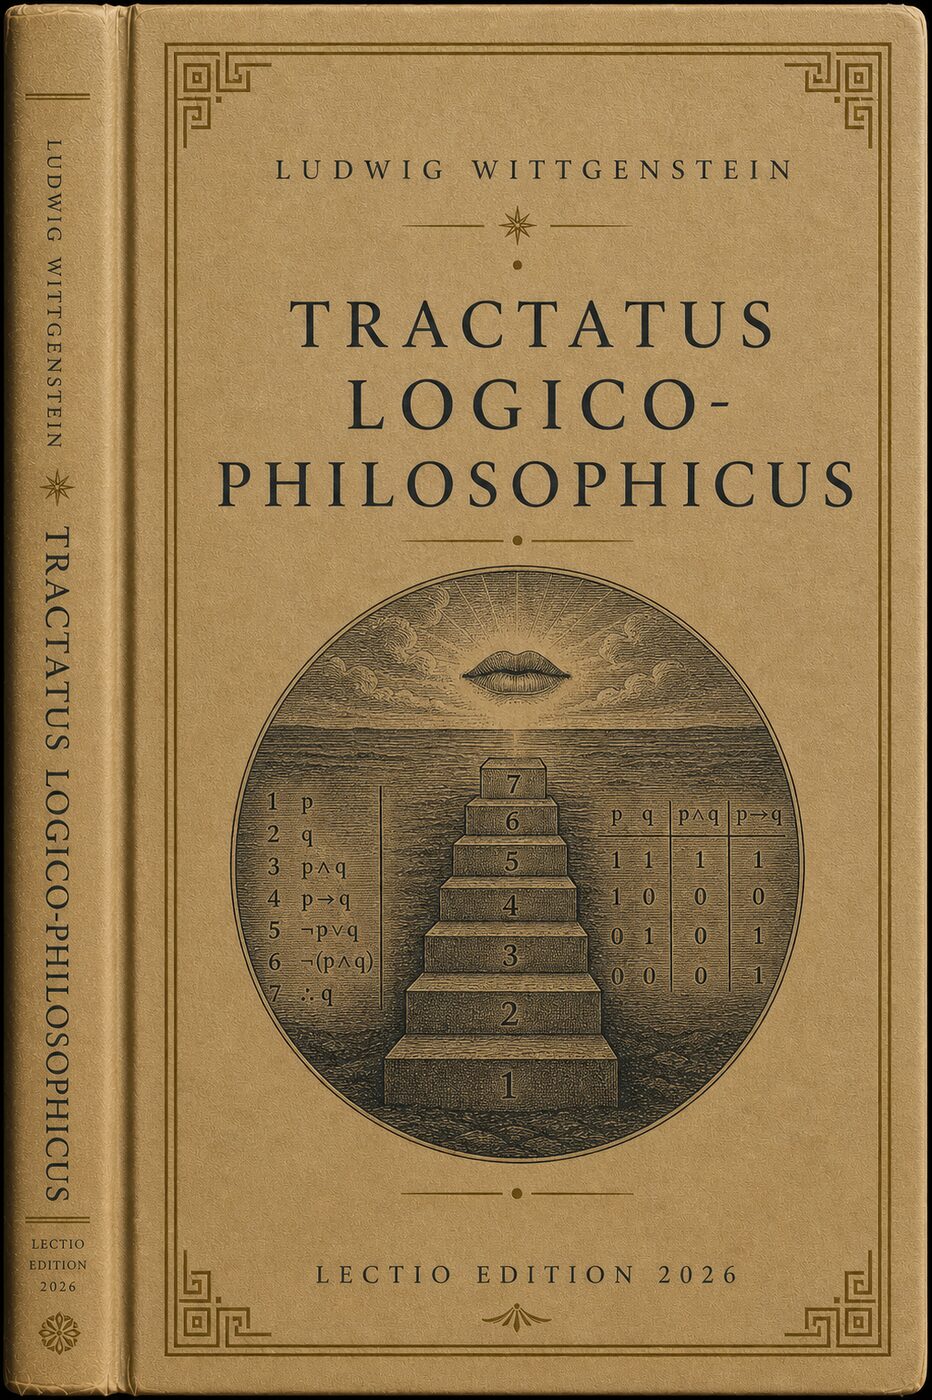 LUDWIG WITTGENSTEIN
TRACTATUS LOGICO-PHILOSOPHICUS
LECTIO
EDITION
2026
LUDWIG WITTGENSTEIN
TRACTATUS
LOGICO-
PHILOSOPHICUS
1 p
2 q
3 p∧q
4 p→q
5 ¬p∨q
6 ¬(p∧q)
7 ∴ q
7
6
5
4
3
2
1
p q p∧q p→q
1 1 1 1
1 0 0 0
0 1 0 1
0 0 0 1
LECTIO EDITION 2026